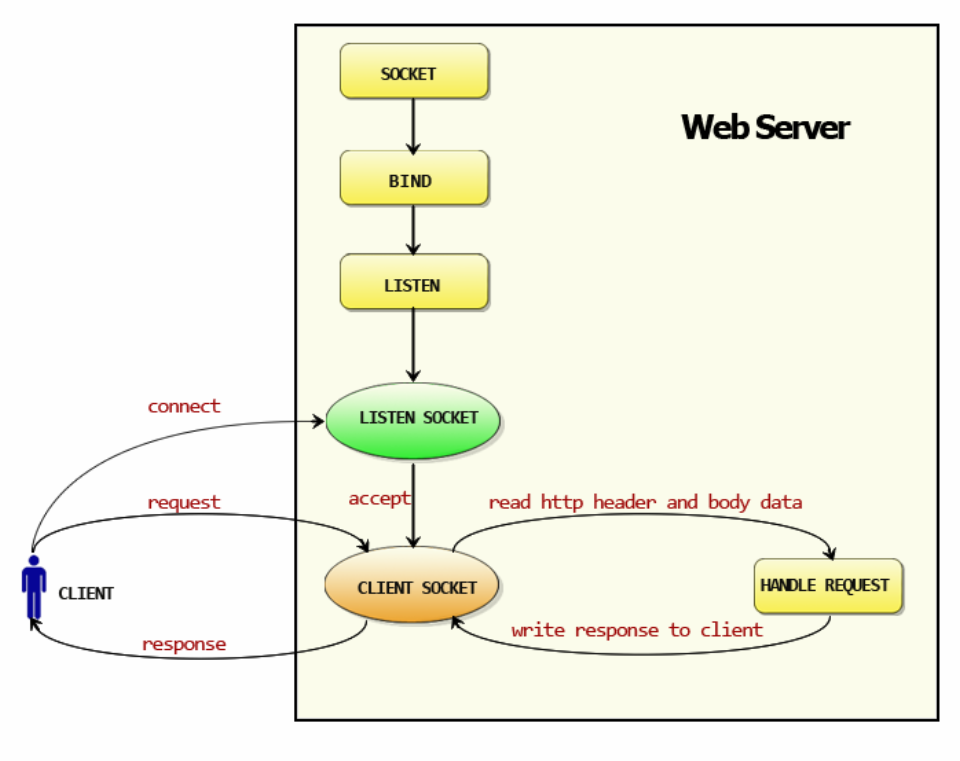 SOCKET
Web Server
BIND
LISTEN
connect
LISTEN SOCKET
request
accept
read http header and body data
CLIENT
CLIENT SOCKET
HANDLE REQUEST
response
write response to client